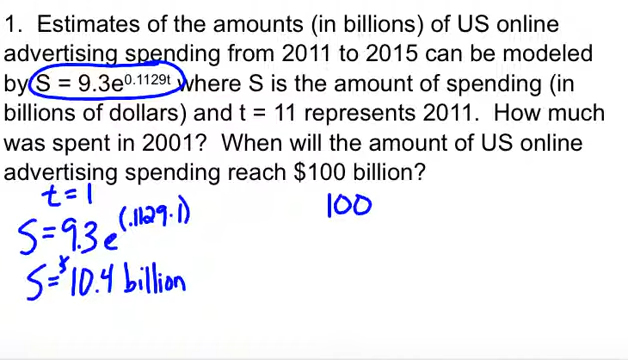 1. Estimates of the amounts (in billions) of US online
advertising spending from 2011 to 2015 can be modeled
by S = 9.3e^0.1129t where S is the amount of spending (in
billions of dollars) and t = 11 represents 2011. How much
was spent in 2001? When will the amount of US online
advertising spending reach $100 billion?
t = 1
S = 9.3 e^(.1129·1)
100
S = $10.4 billion